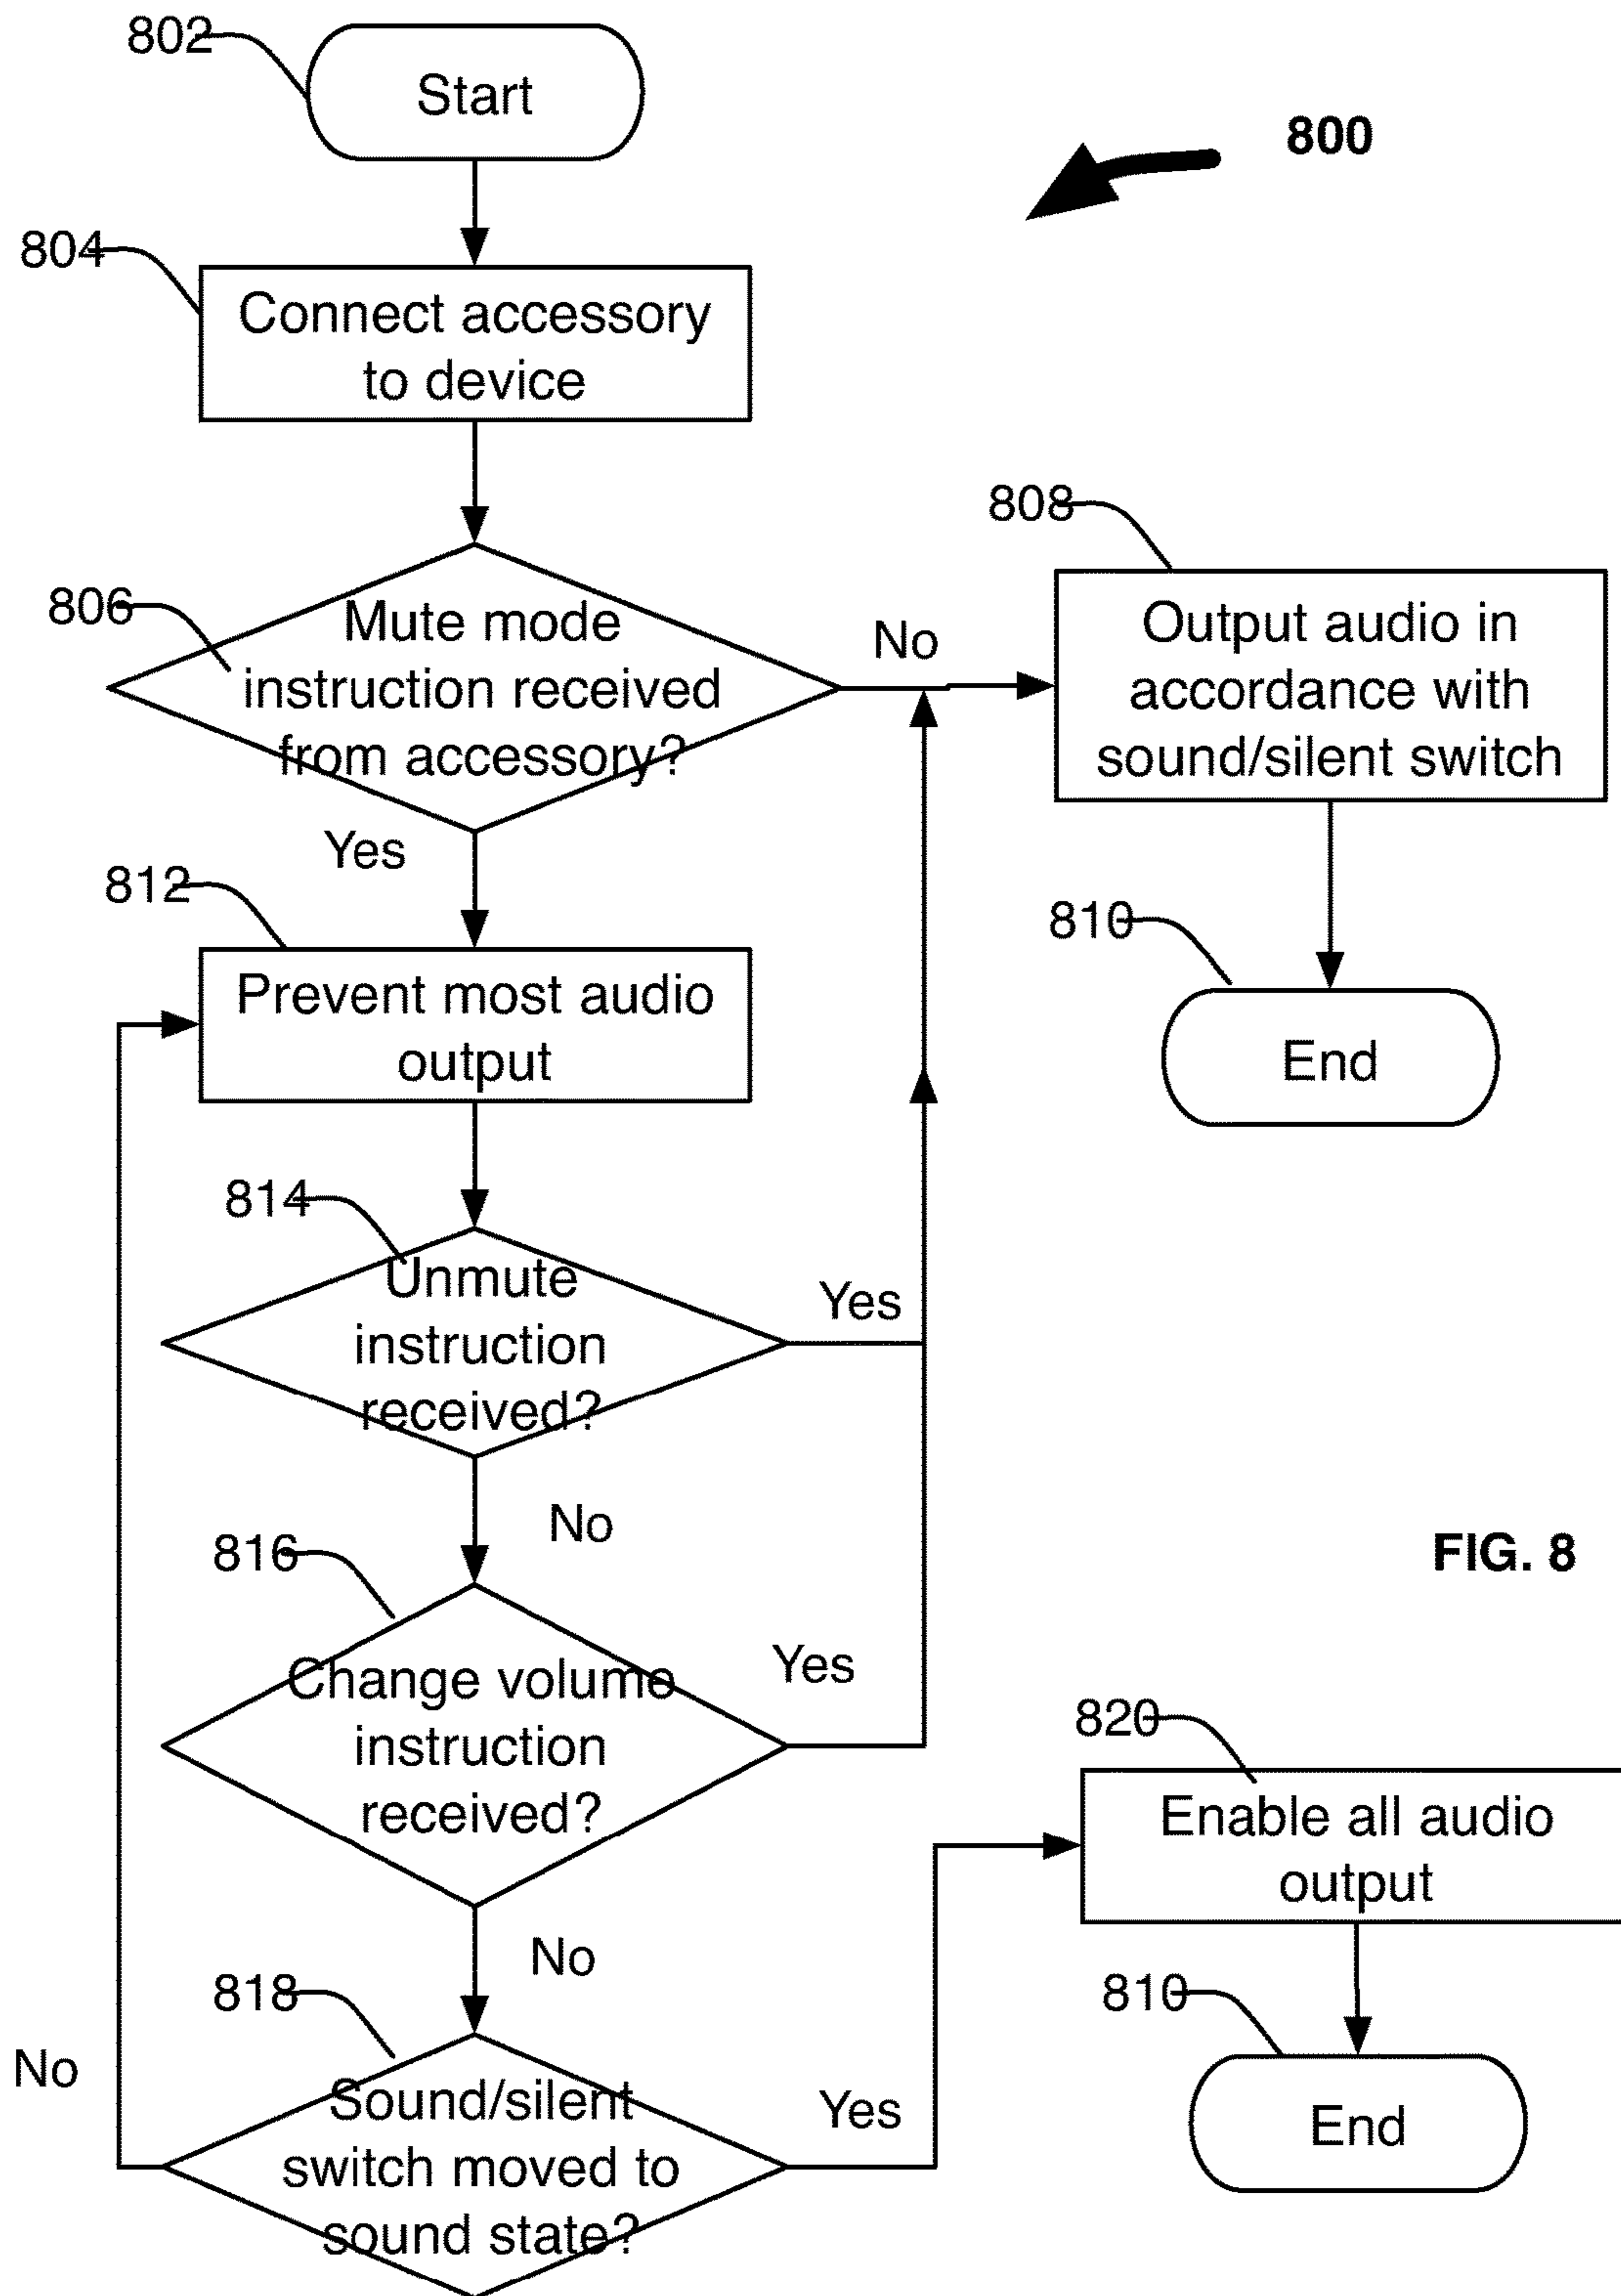 802
Start
800
804
Connect accessory
to device
806
Mute mode
instruction received
from accessory?
No
808
Output audio in
accordance with
sound/silent switch
Yes
810
End
812
Prevent most audio
output
814
Unmute
instruction
received?
Yes
No
FIG. 8
816
Change volume
instruction
received?
Yes
820
Enable all audio
output
No
810
End
818
Sound/silent
switch moved to
sound state?
Yes
No